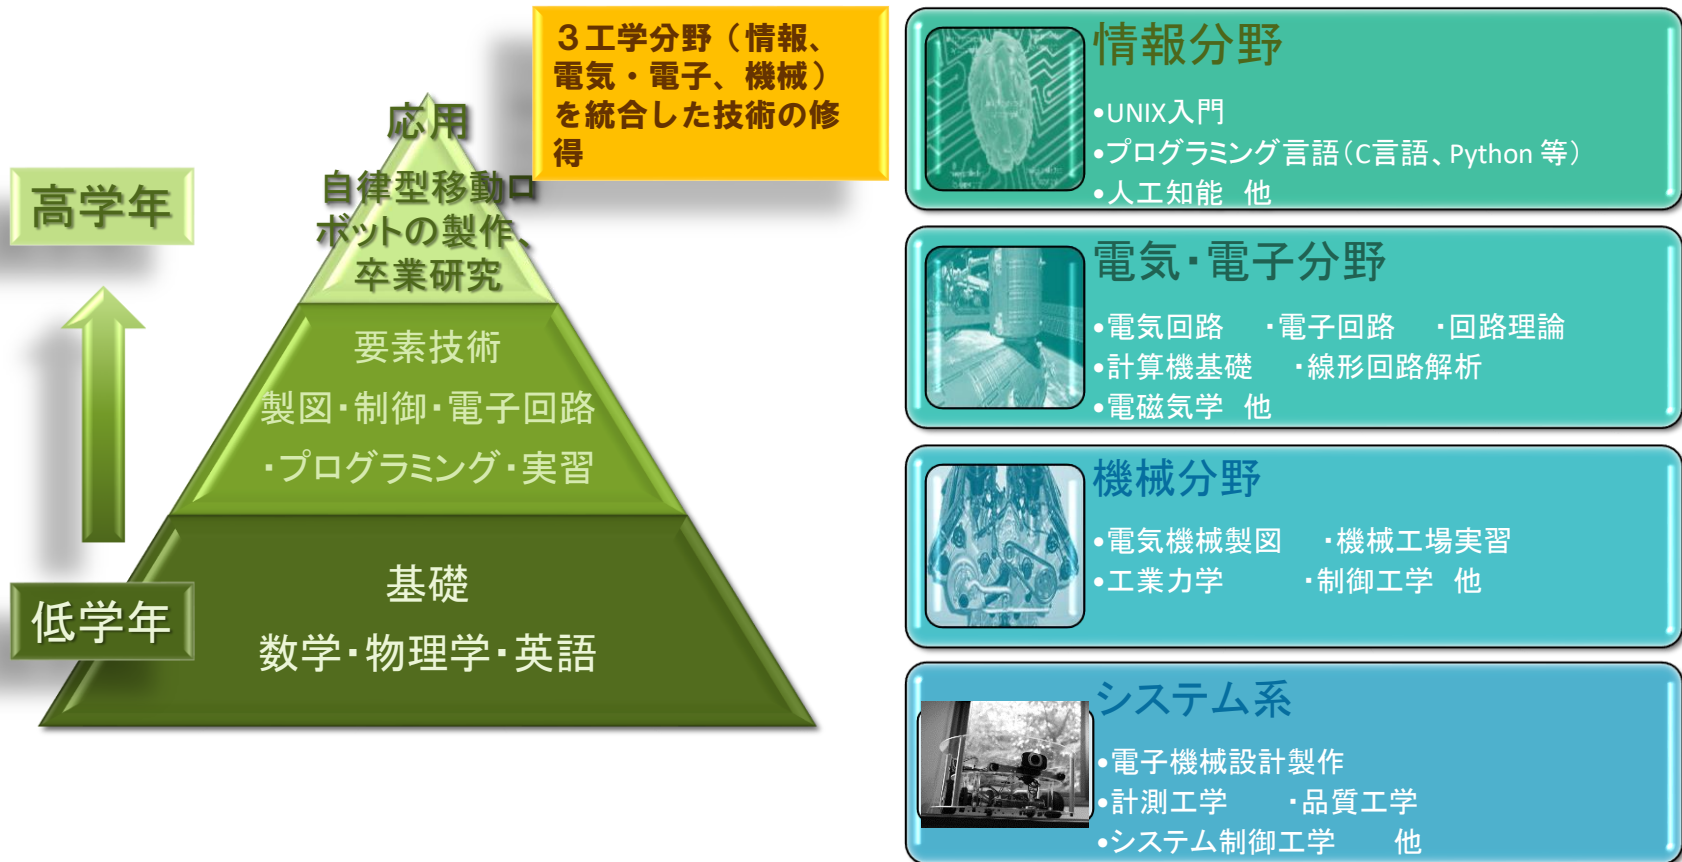 3工学分野（情報、
電気・電子、機械）
を統合した技術の修
得
応用
自律型移動ロ
ボットの製作、
卒業研究
高学年
要素技術
製図・制御・電子回路
・プログラミング・実習
基礎
数学・物理学・英語
低学年
情報分野
•UNIX入門
•プログラミング言語（C言語、Python 等）
•人工知能　他
電気・電子分野
•電気回路　・電子回路　・回路理論
•計算機基礎　・線形回路解析
•電磁気学　他
機械分野
•電気機械製図　・機械工場実習
•工業力学　・制御工学　他
システム系
•電子機械設計製作
•計測工学　・品質工学
•システム制御工学　他